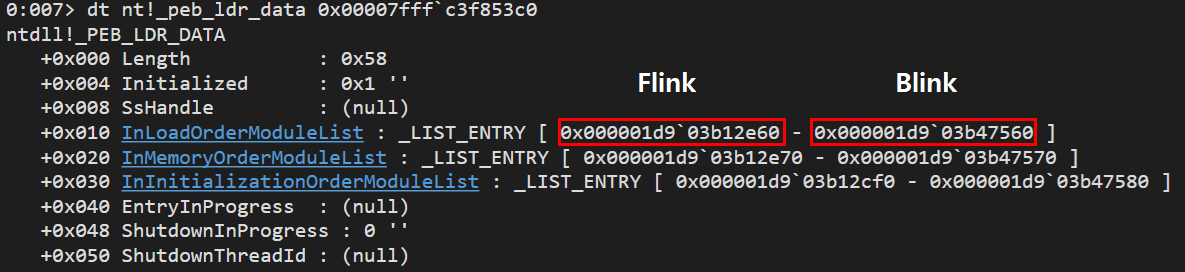 0:007> dt nt!_peb_ldr_data 0x00007fff`c3f853c0
ntdll!_PEB_LDR_DATA
   +0x000 Length           : 0x58
   +0x004 Initialized      : 0x1 ''
Flink Blink
   +0x008 SsHandle         : (null)
   +0x010 InLoadOrderModuleList : _LIST_ENTRY [ 0x000001d9`03b12e60 - 0x000001d9`03b47560 ]
   +0x020 InMemoryOrderModuleList : _LIST_ENTRY [ 0x000001d9`03b12e70 - 0x000001d9`03b47570 ]
   +0x030 InInitializationOrderModuleList : _LIST_ENTRY [ 0x000001d9`03b12cf0 - 0x000001d9`03b47580 ]
   +0x040 EntryInProgress  : (null)
   +0x048 ShutdownInProgress : 0 ''
   +0x050 ShutdownThreadId : (null)